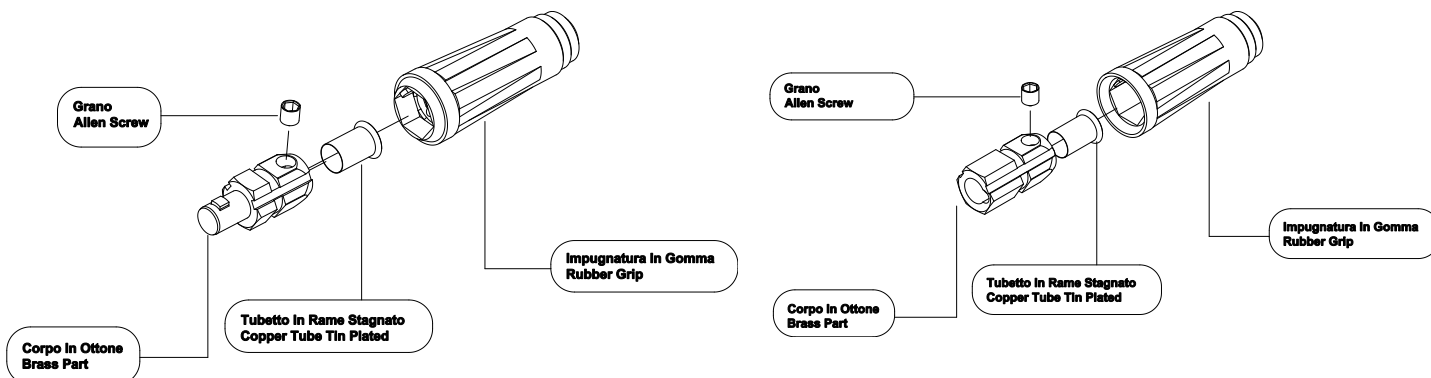 Grano
Allen Screw
Impugnatura in Gomma
Rubber Grip
Tubetto in Rame Stagnato
Copper Tube Tin Plated
Corpo in Ottone
Brass Part
Grano
Allen Screw
Impugnatura in Gomma
Rubber Grip
Tubetto in Rame Stagnato
Copper Tube Tin Plated
Corpo in Ottone
Brass Part